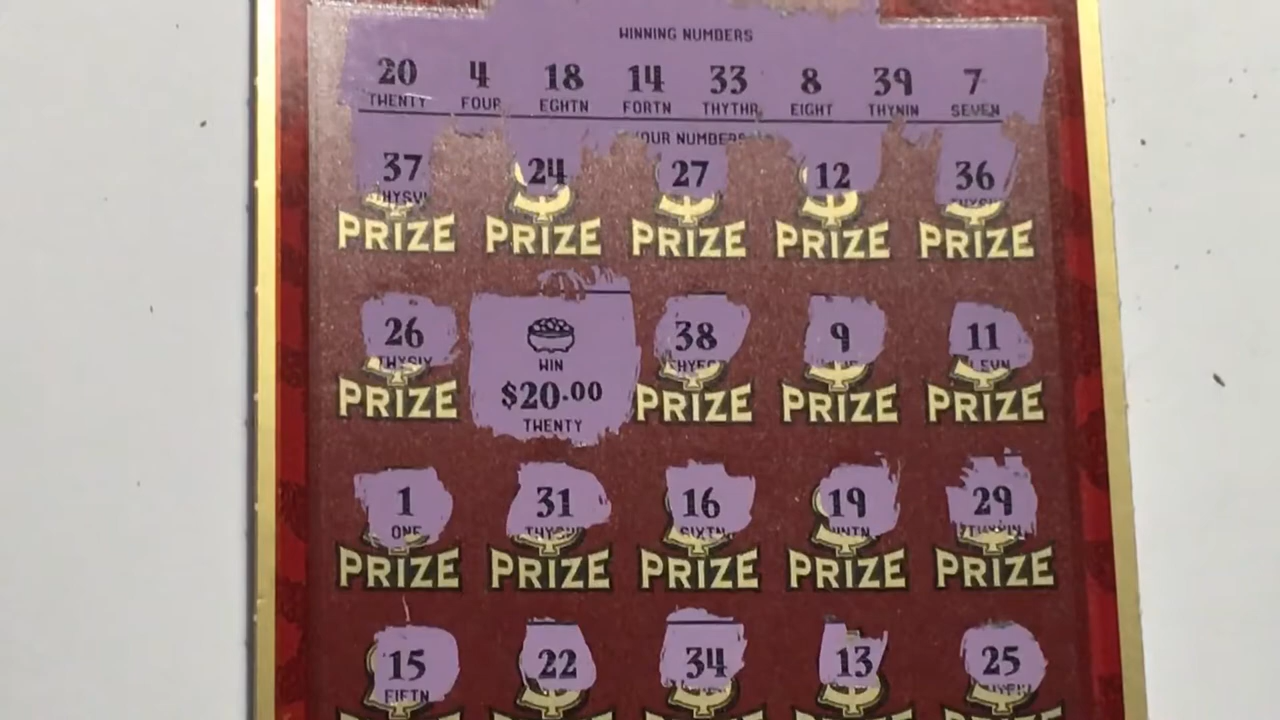 WINNING NUMBERS
20 4 18 14 33 8 39 7
TWENTY FOUR EGHTN FORTN THYTHR EIGHT THYNIN SEVEN
YOUR NUMBERS
37 24 27 12 36
PRIZE PRIZE PRIZE PRIZE PRIZE
26 38 9 11
WIN
$20.00
TWENTY
PRIZE PRIZE PRIZE PRIZE
1 31 16 19 29
ONE SIXTN
PRIZE PRIZE PRIZE PRIZE PRIZE
15 22 34 13 25
FIFTN